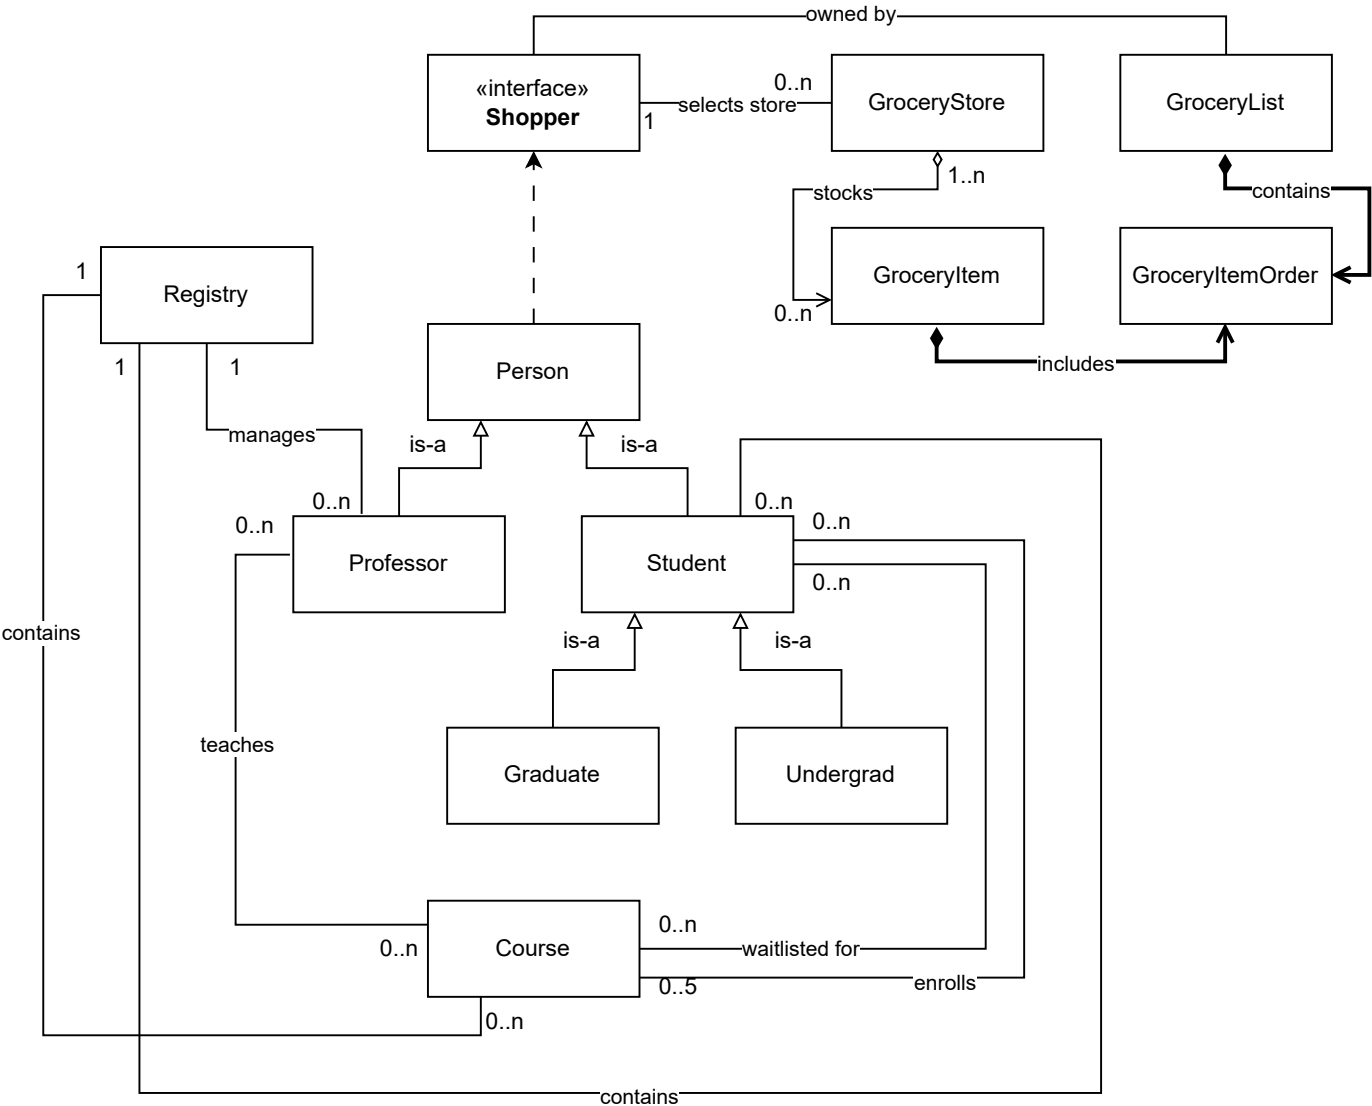 owned by
«interface»
Shopper
1
selects store
0..n
GroceryStore
GroceryList
1..n
stocks
contains
0..n
GroceryItem
GroceryItemOrder
includes
1
Registry
1
1
Person
manages
is-a
is-a
0..n
0..n
0..n
0..n
Professor
Student
0..n
contains
is-a
is-a
teaches
Graduate
Undergrad
0..n
Course
0..n
waitlisted for
0..5
enrolls
0..n
contains